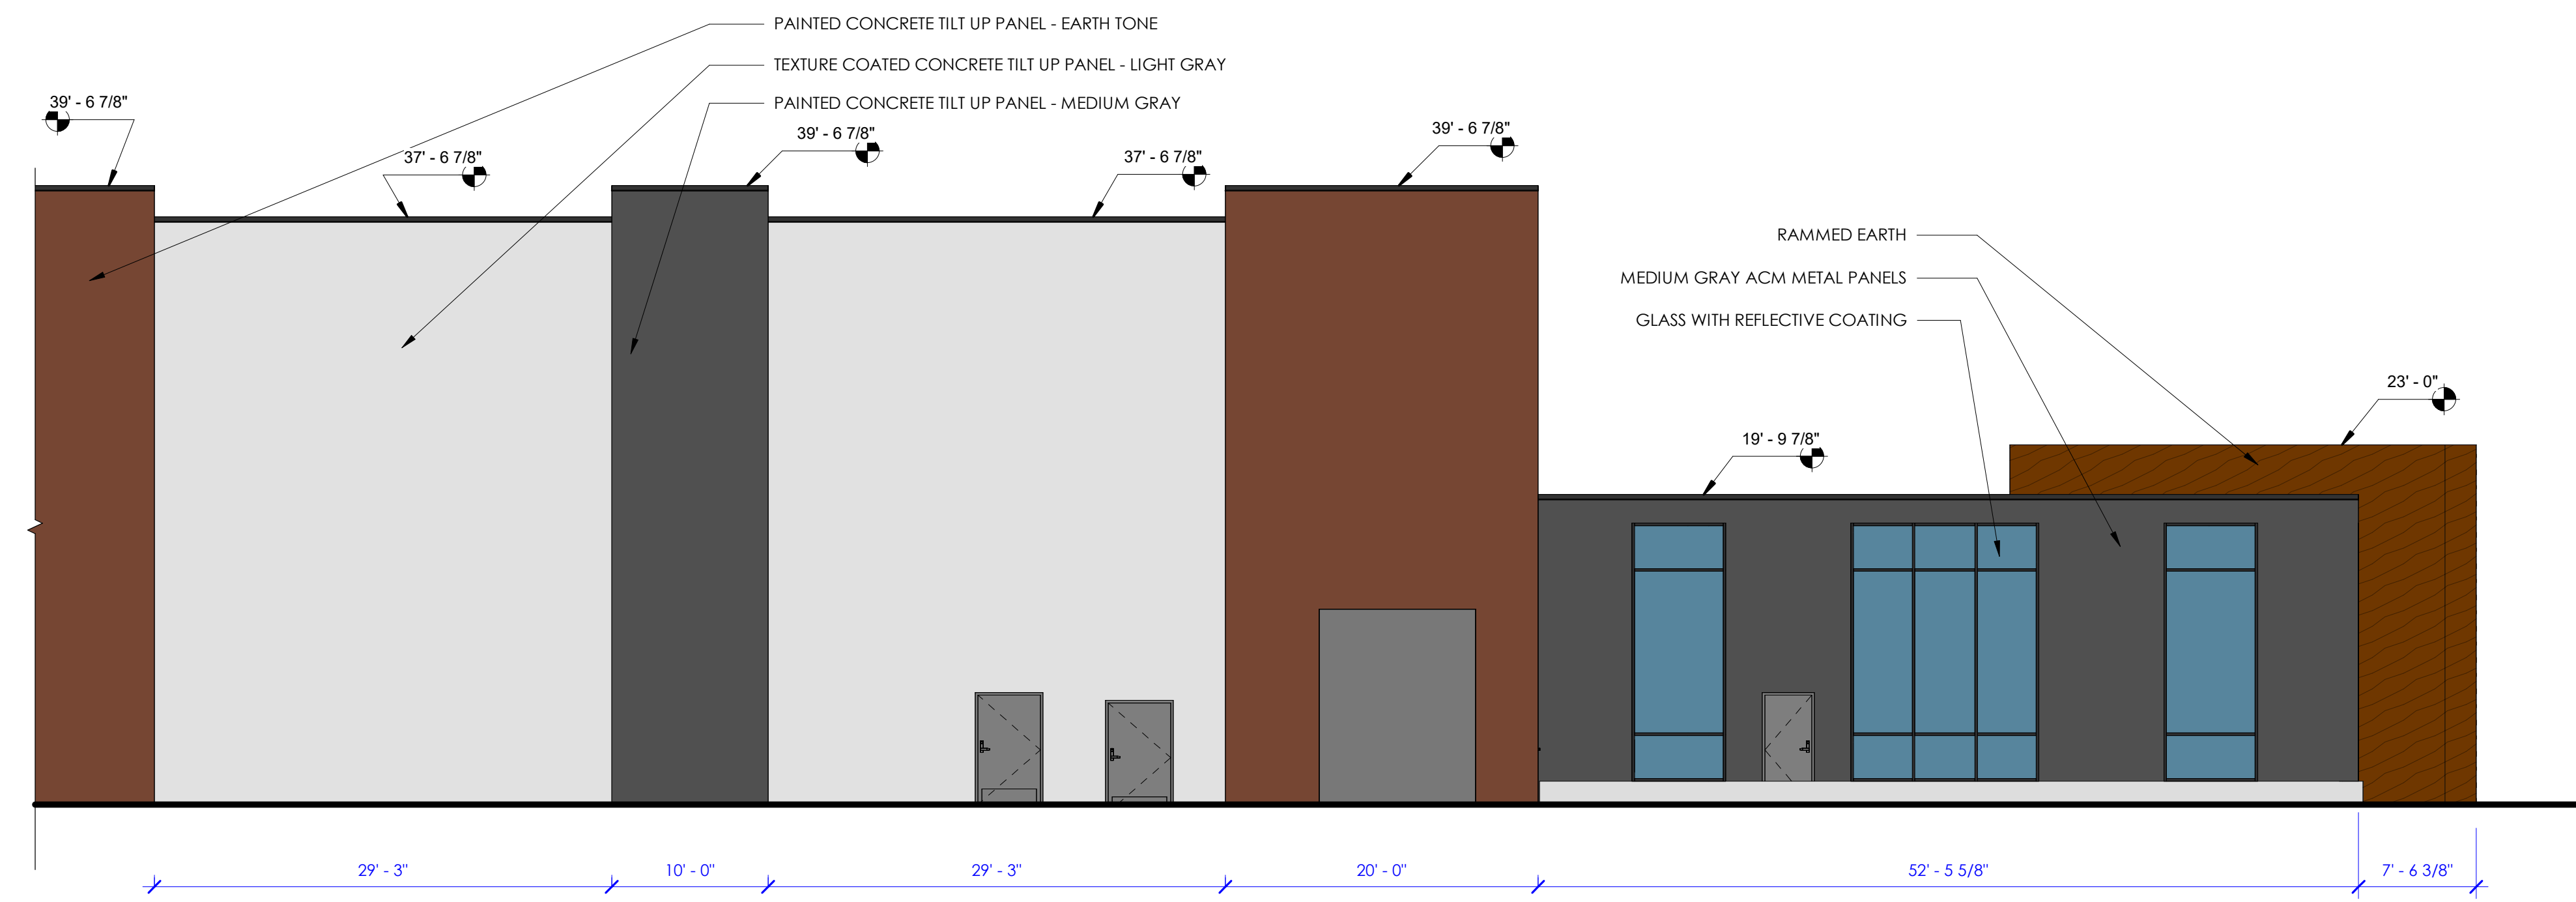 PAINTED CONCRETE TILT UP PANEL - EARTH TONE
TEXTURE COATED CONCRETE TILT UP PANEL - LIGHT GRAY
PAINTED CONCRETE TILT UP PANEL - MEDIUM GRAY
39' - 6 7/8"
37' - 6 7/8"
39' - 6 7/8"
37' - 6 7/8"
39' - 6 7/8"
RAMMED EARTH
MEDIUM GRAY ACM METAL PANELS
GLASS WITH REFLECTIVE COATING
23' - 0"
19' - 9 7/8"
29' - 3"
10' - 0"
29' - 3"
20' - 0"
52' - 5 5/8"
7' - 6 3/8"